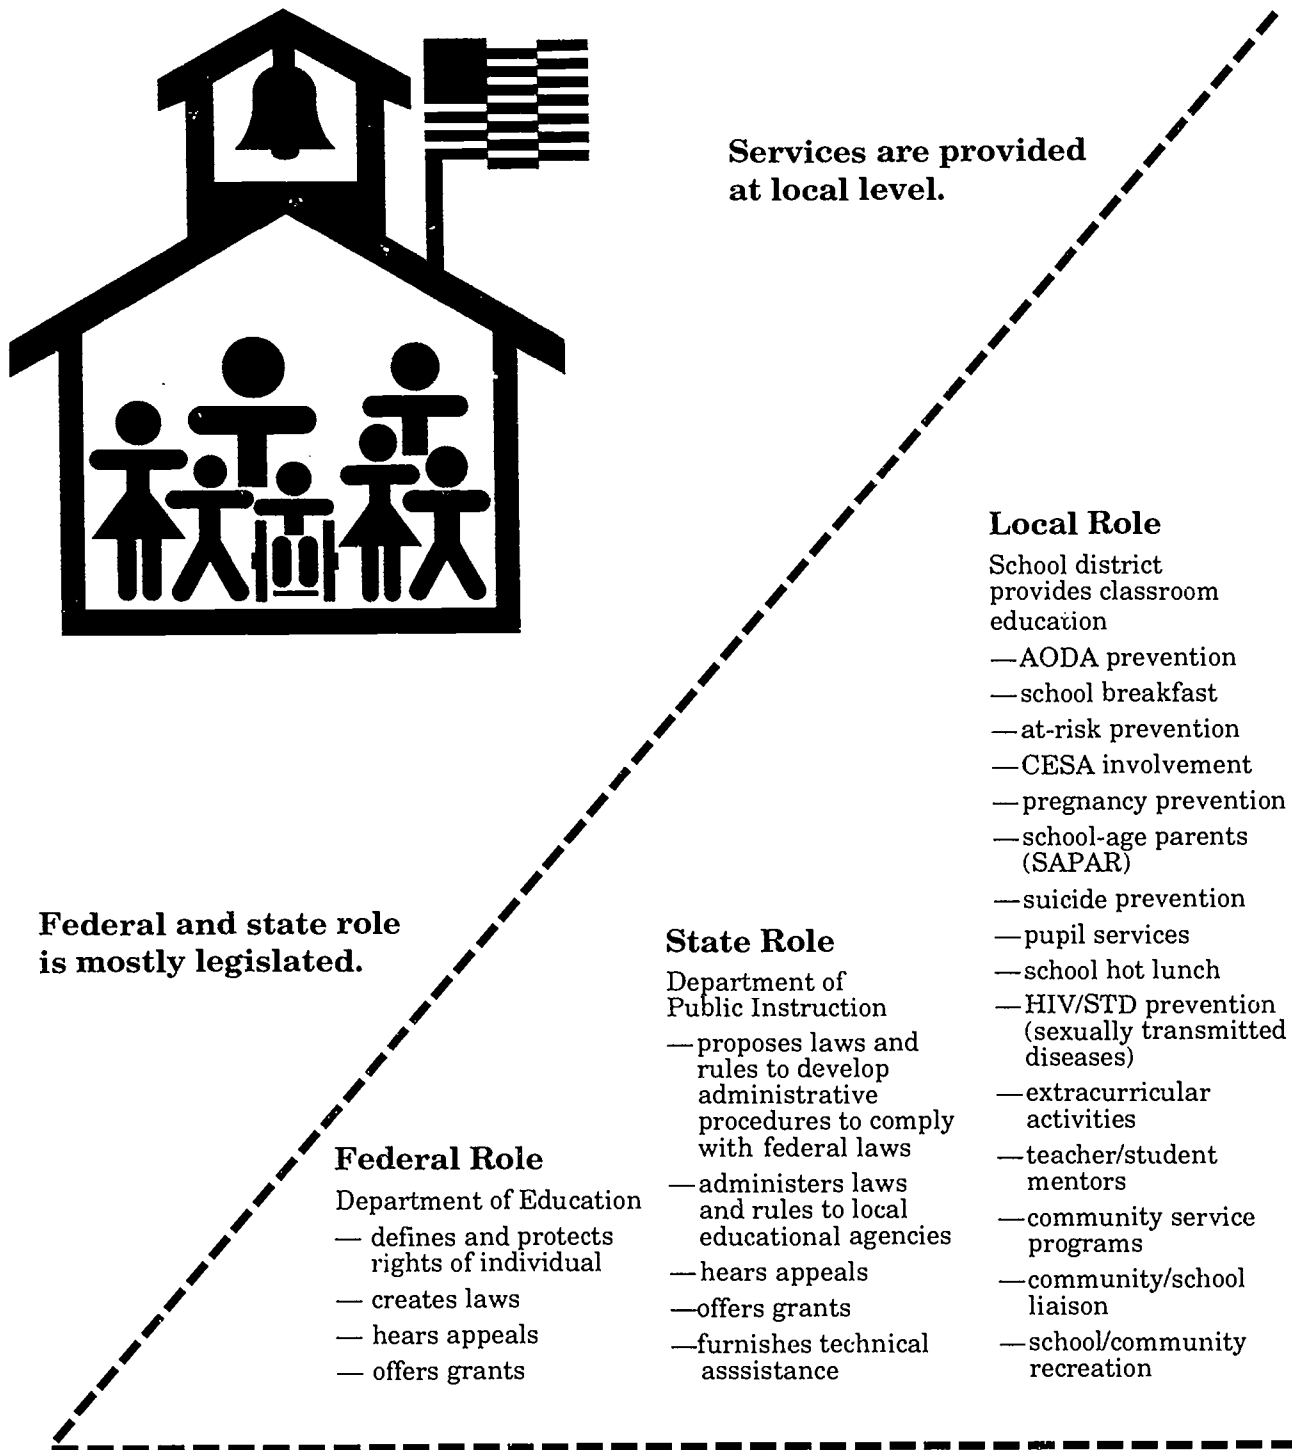 Services are provided
at local level.
Federal and state role
is mostly legislated.
Federal Role
Department of Education
— defines and protects
rights of individual
— creates laws
— hears appeals
— offers grants
State Role
Department of
Public Instruction
— proposes laws and
rules to develop
administrative
procedures to comply
with federal laws
— administers laws
and rules to local
educational agencies
— hears appeals
— offers grants
— furnishes technical
asssistance
Local Role
School district
provides classroom
education
— AODA prevention
— school breakfast
— at-risk prevention
— CESA involvement
— pregnancy prevention
— school-age parents
(SAPAR)
— suicide prevention
— pupil services
— school hot lunch
— HIV/STD prevention
(sexually transmitted
diseases)
— extracurricular
activities
— teacher/student
mentors
— community service
programs
— community/school
liaison
— school/community
recreation